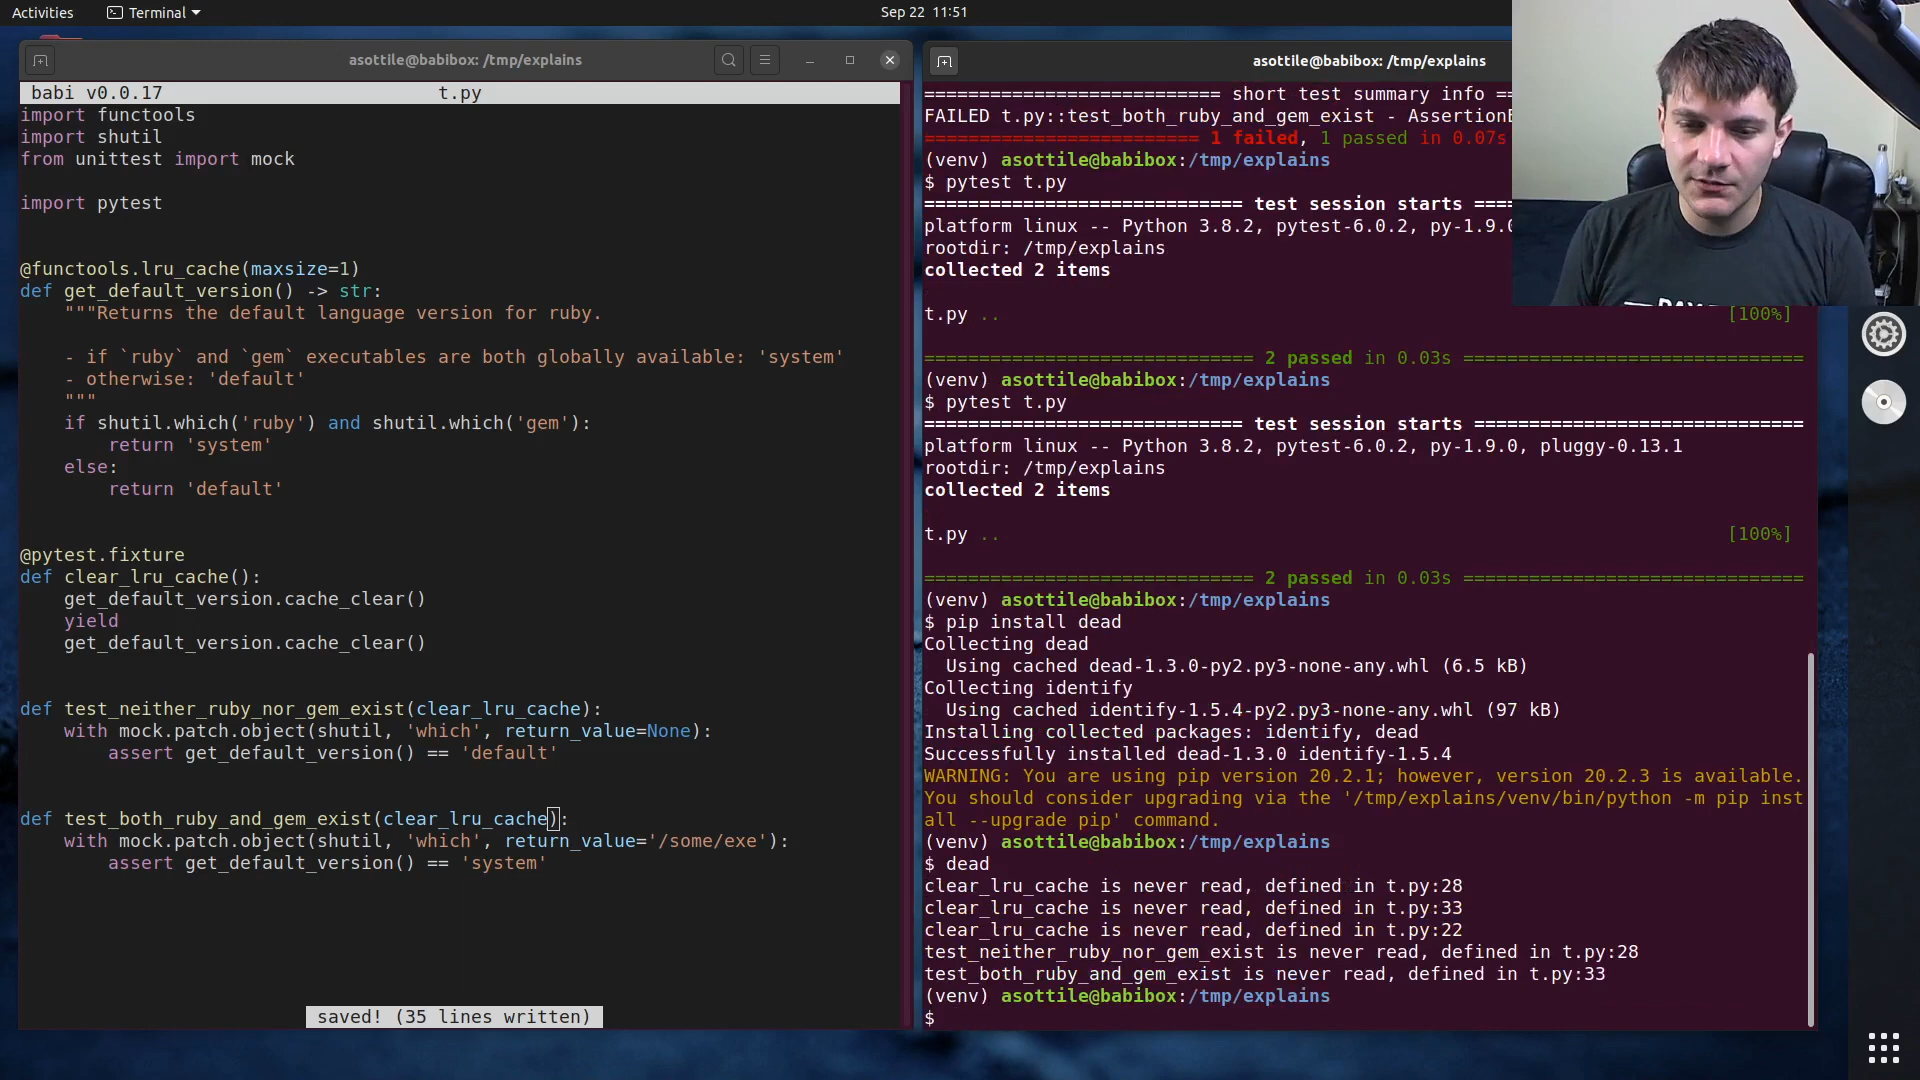 Activities
Terminal
Sep 22 11:51
asottile@babibox: /tmp/explains
babi v0.0.17 t.py
import functools
import shutil
from unittest import mock
import pytest
@functools.lru_cache(maxsize=1)
def get_default_version() -> str:
"""Returns the default language version for ruby.
- if `ruby` and `gem` executables are both globally available: 'system'
- otherwise: 'default'
"""
if shutil.which('ruby') and shutil.which('gem'):
return 'system'
else:
return 'default'
@pytest.fixture
def clear_lru_cache():
get_default_version.cache_clear()
yield
get_default_version.cache_clear()
def test_neither_ruby_nor_gem_exist(clear_lru_cache):
with mock.patch.object(shutil, 'which', return_value=None):
assert get_default_version() == 'default'
def test_both_ruby_and_gem_exist(clear_lru_cache):
with mock.patch.object(shutil, 'which', return_value='/some/exe'):
assert get_default_version() == 'system'
saved! (35 lines written)
asottile@babibox: /tmp/explains
=========================== short test summary info ==
FAILED t.py::test_both_ruby_and_gem_exist - AssertionE
========================= 1 failed, 1 passed in 0.07s
(venv) asottile@babibox:/tmp/explains
$ pytest t.py
============================= test session starts ====
platform linux -- Python 3.8.2, pytest-6.0.2, py-1.9.0
rootdir: /tmp/explains
collected 2 items
t.py .. [100%]
============================== 2 passed in 0.03s ===============================
(venv) asottile@babibox:/tmp/explains
$ pytest t.py
============================= test session starts ==============================
platform linux -- Python 3.8.2, pytest-6.0.2, py-1.9.0, pluggy-0.13.1
rootdir: /tmp/explains
collected 2 items
t.py .. [100%]
============================== 2 passed in 0.03s ===============================
(venv) asottile@babibox:/tmp/explains
$ pip install dead
Collecting dead
Using cached dead-1.3.0-py2.py3-none-any.whl (6.5 kB)
Collecting identify
Using cached identify-1.5.4-py2.py3-none-any.whl (97 kB)
Installing collected packages: identify, dead
Successfully installed dead-1.3.0 identify-1.5.4
WARNING: You are using pip version 20.2.1; however, version 20.2.3 is available.
You should consider upgrading via the '/tmp/explains/venv/bin/python -m pip inst
all --upgrade pip' command.
(venv) asottile@babibox:/tmp/explains
$ dead
clear_lru_cache is never read, defined in t.py:28
clear_lru_cache is never read, defined in t.py:33
clear_lru_cache is never read, defined in t.py:22
test_neither_ruby_nor_gem_exist is never read, defined in t.py:28
test_both_ruby_and_gem_exist is never read, defined in t.py:33
(venv) asottile@babibox:/tmp/explains
$